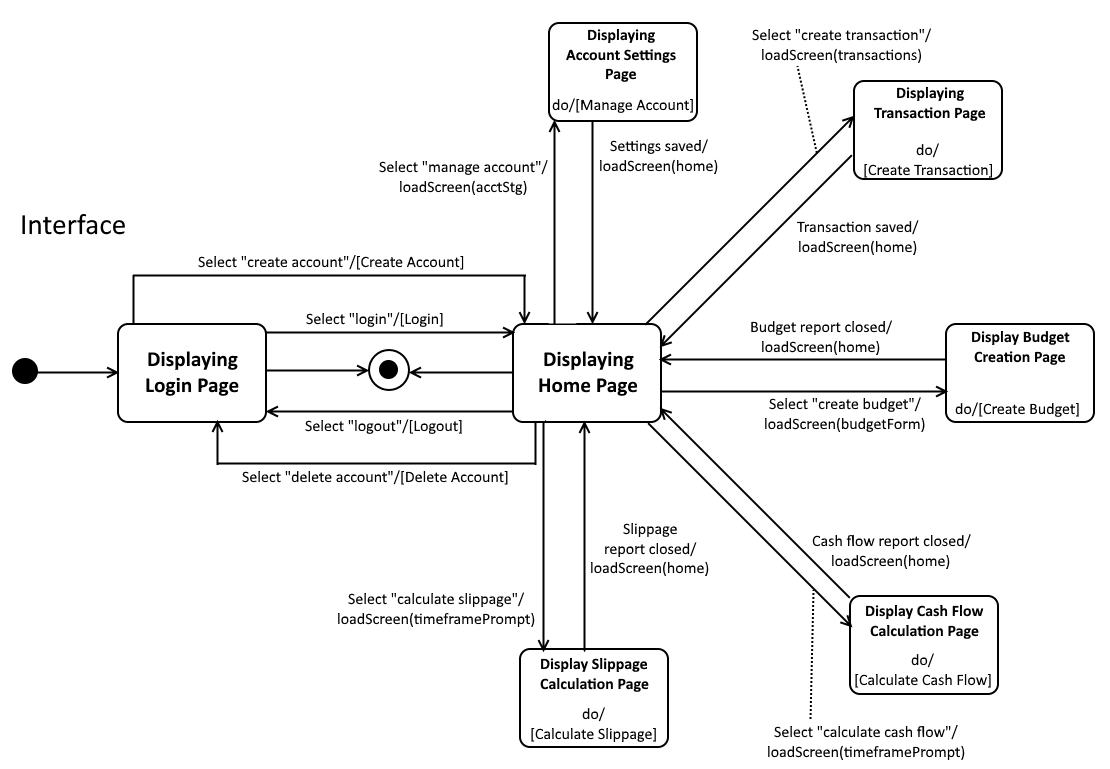 Displaying
Account Settings
Page
do/[Manage Account]
Select "create transaction"/
loadScreen(transactions)
Displaying
Transaction Page
do/
[Create Transaction]
Select "manage account"/
loadScreen(acctStg)
Settings saved/
loadScreen(home)
Transaction saved/
loadScreen(home)
Interface
Select "create account"/[Create Account]
Select "login"/[Login]
Displaying
Login Page
Displaying
Home Page
Select "logout"/[Logout]
Select "delete account"/[Delete Account]
Budget report closed/
loadScreen(home)
Display Budget
Creation Page
do/[Create Budget]
Select "create budget"/
loadScreen(budgetForm)
Slippage
report closed/
loadScreen(home)
Cash flow report closed/
loadScreen(home)
Select "calculate slippage"/
loadScreen(timeframePrompt)
Display Slippage
Calculation Page
do/
[Calculate Slippage]
Display Cash Flow
Calculation Page
do/
[Calculate Cash Flow]
Select "calculate cash flow"/
loadScreen(timeframePrompt)